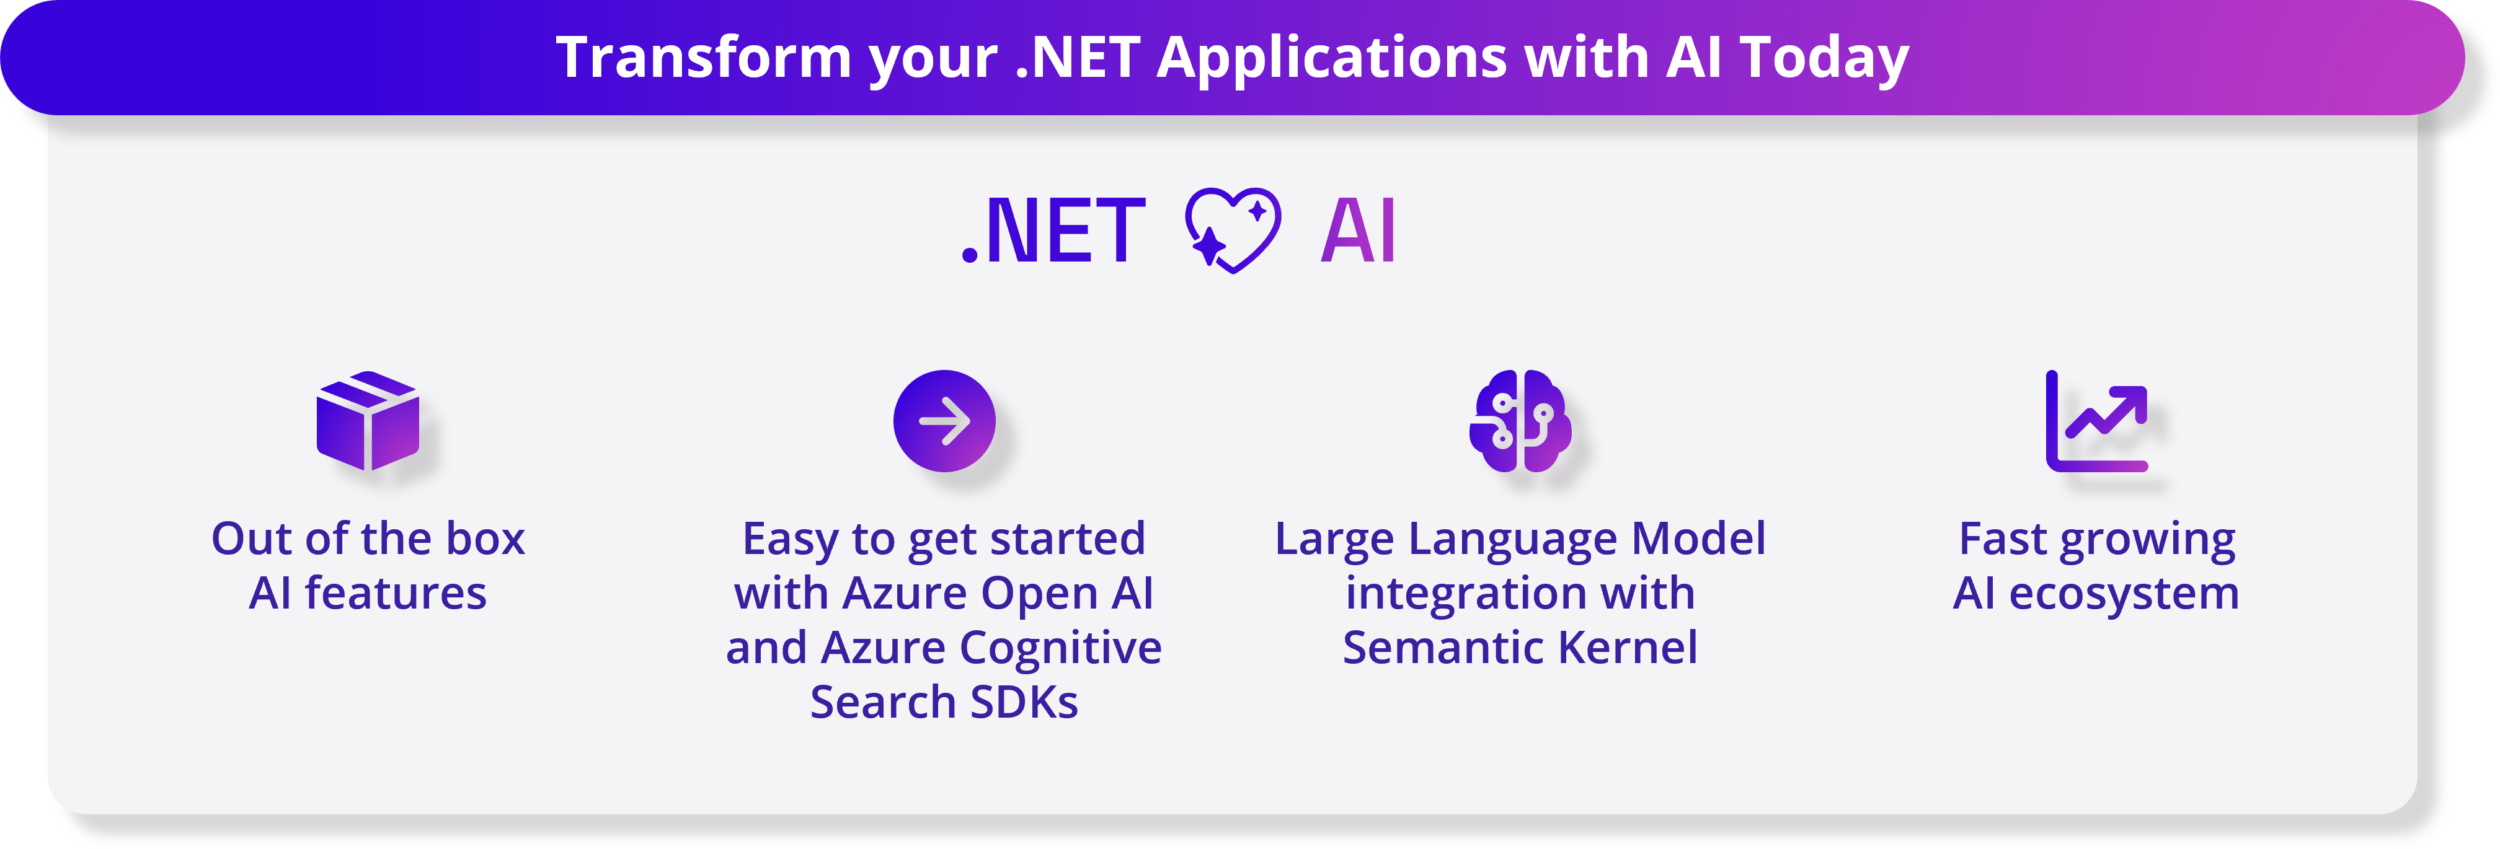 Transform your .NET Applications with AI Today
.NET AI
Out of the box
AI features
Easy to get started
with Azure Open AI
and Azure Cognitive
Search SDKs
Large Language Model
integration with
Semantic Kernel
Fast growing
AI ecosystem